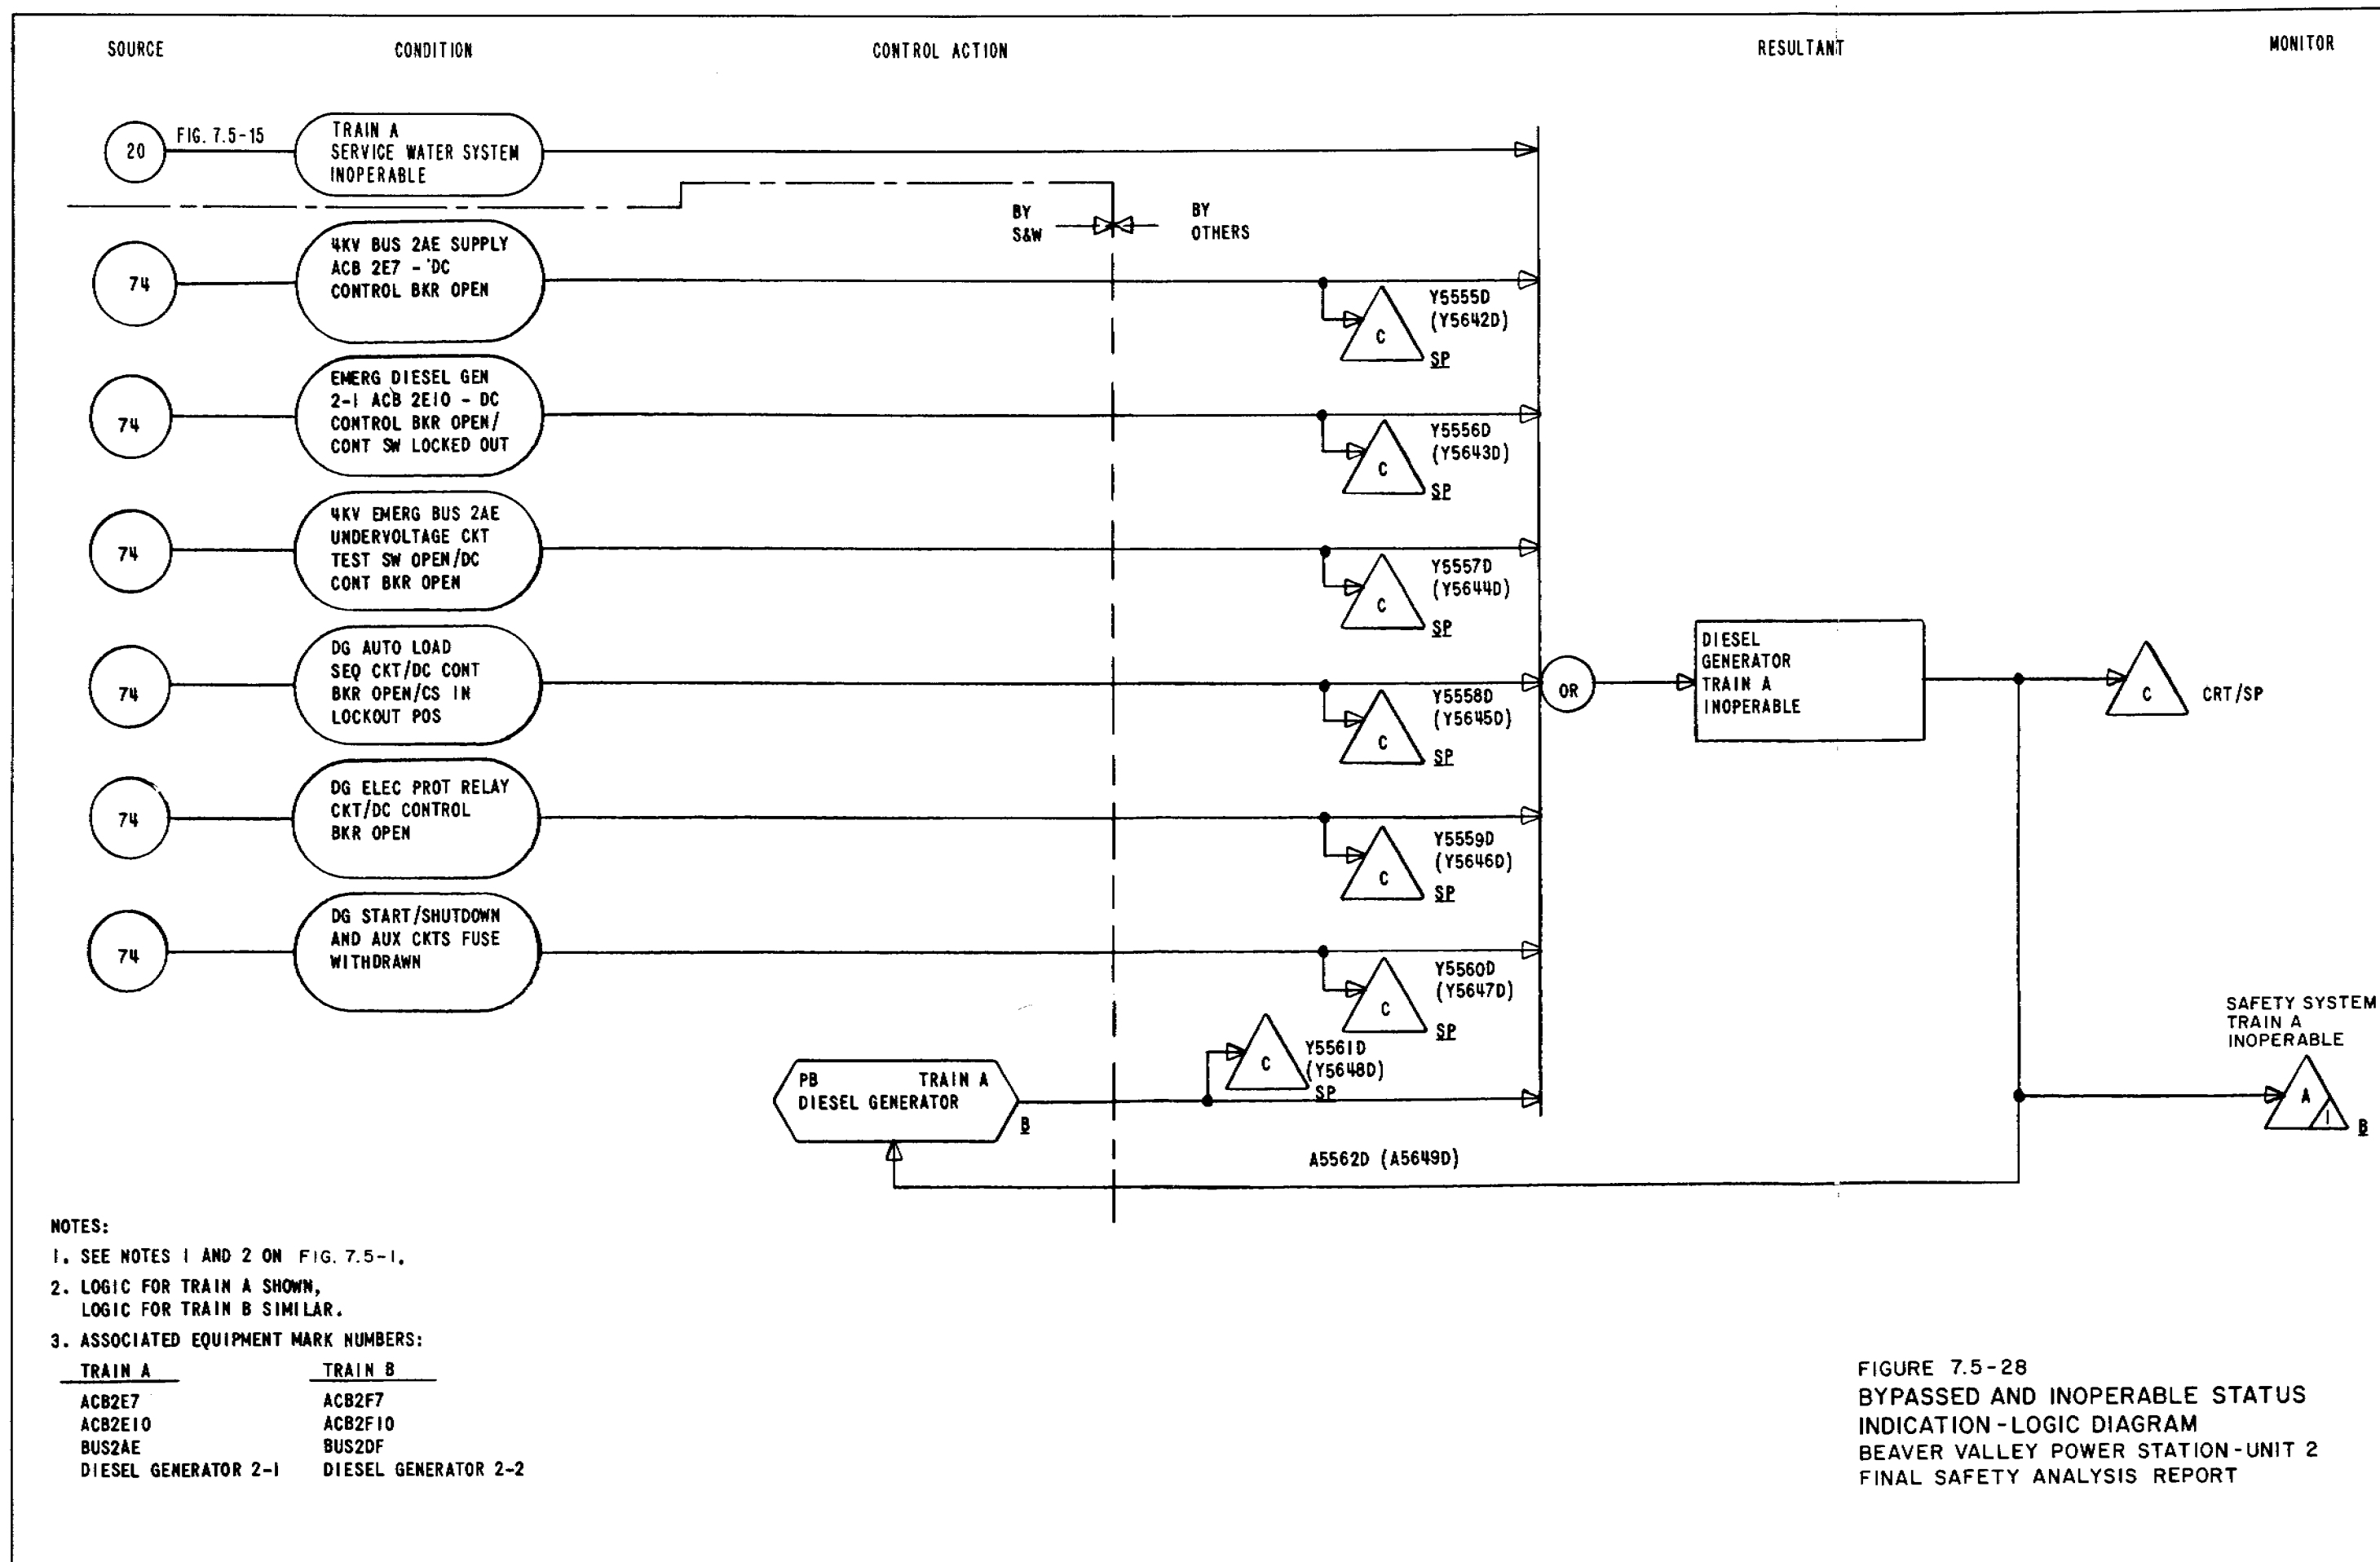 SOURCE
CONDITION
CONTROL ACTION
RESULTANT
MONITOR
20
FIG. 7.5-15
TRAIN A
SERVICE WATER SYSTEM
INOPERABLE
BY
S&W
BY
OTHERS
74
4KV BUS 2AE SUPPLY
ACB 2E7 - DC
CONTROL BKR OPEN
C
Y5555D
(Y5642D)
SP
74
EMERG DIESEL GEN
2-1 ACB 2E10 - DC
CONTROL BKR OPEN/
CONT SW LOCKED OUT
C
Y5556D
(Y5643D)
SP
74
4KV EMERG BUS 2AE
UNDERVOLTAGE CKT
TEST SW OPEN/DC
CONT BKR OPEN
C
Y5557D
(Y5644D)
SP
74
DG AUTO LOAD
SEQ CKT/DC CONT
BKR OPEN/CS IN
LOCKOUT POS
C
Y5558D
(Y5645D)
SP
OR
DIESEL
GENERATOR
TRAIN A
INOPERABLE
C
CRT/SP
74
DG ELEC PROT RELAY
CKT/DC CONTROL
BKR OPEN
C
Y5559D
(Y5646D)
SP
74
DG START/SHUTDOWN
AND AUX CKTS FUSE
WITHDRAWN
C
Y5560D
(Y5647D)
SP
PB TRAIN A
DIESEL GENERATOR
B
C
Y5561D
(Y5648D)
SP
SAFETY SYSTEM
TRAIN A
INOPERABLE
A
1
B
A5562D (A5649D)
NOTES:
1. SEE NOTES 1 AND 2 ON FIG. 7.5-1.
2. LOGIC FOR TRAIN A SHOWN,
LOGIC FOR TRAIN B SIMILAR.
3. ASSOCIATED EQUIPMENT MARK NUMBERS:
TRAIN A TRAIN B
ACB2E7 ACB2F7
ACB2E10 ACB2F10
BUS2AE BUS2DF
DIESEL GENERATOR 2-1 DIESEL GENERATOR 2-2
FIGURE 7.5-28
BYPASSED AND INOPERABLE STATUS
INDICATION-LOGIC DIAGRAM
BEAVER VALLEY POWER STATION-UNIT 2
FINAL SAFETY ANALYSIS REPORT